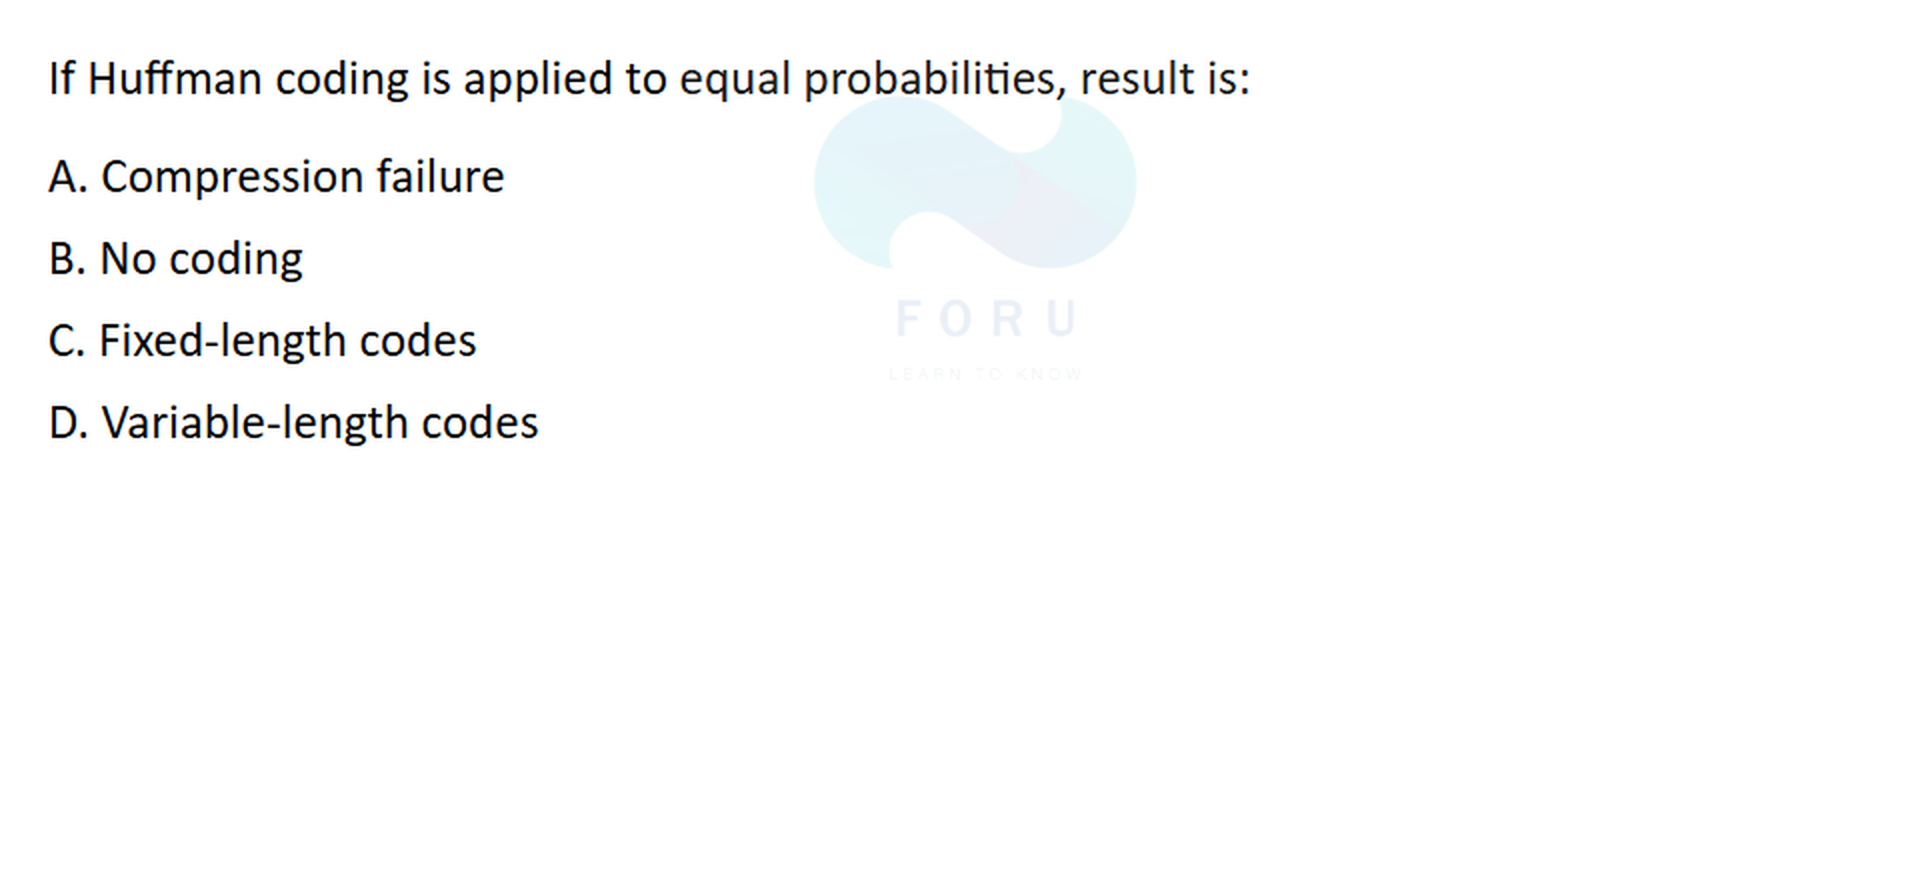 If Huffman coding is applied to equal probabilities, result is:
A. Compression failure
B. No coding
C. Fixed-length codes
D. Variable-length codes
FORU
LEARN TO KNOW